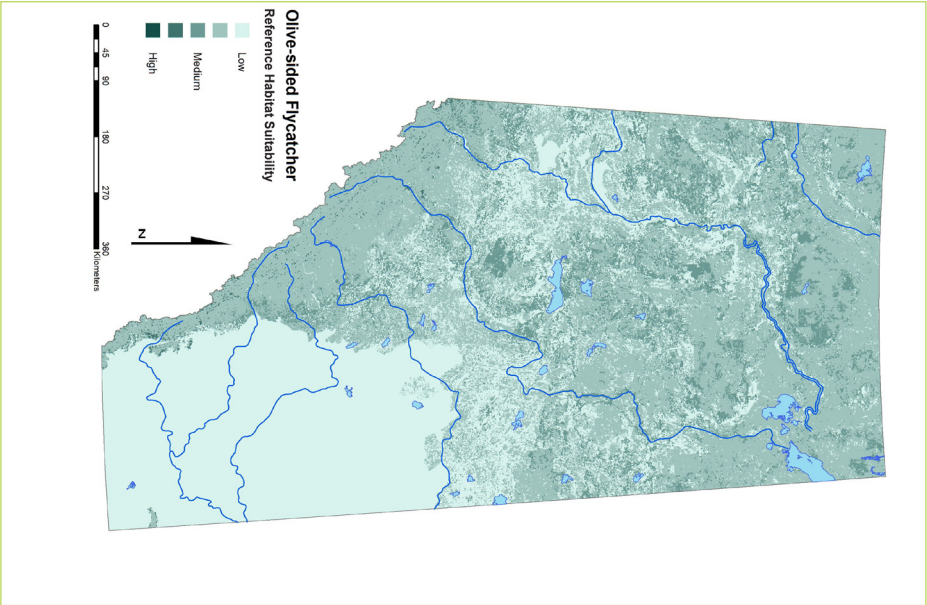 Olive-sided Flycatcher
Reference Habitat Suitability
Low
Medium
High
0 45 90 180 270 360
Kilometers
N